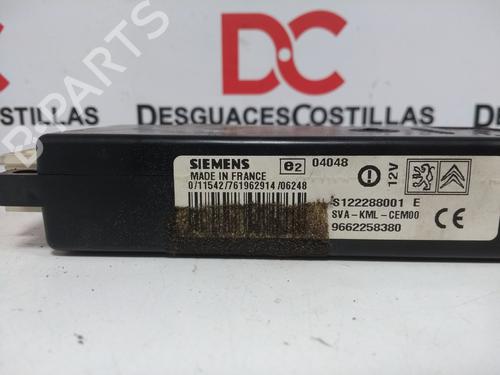 DC
DESGUACESCOSTILLAS
B-PARTS
SIEMENS e2 04048
MADE IN FRANCE 12V
0/11542/761962914/06248
S122288001 E
SVA-KML-CEM00
9662258380 CE